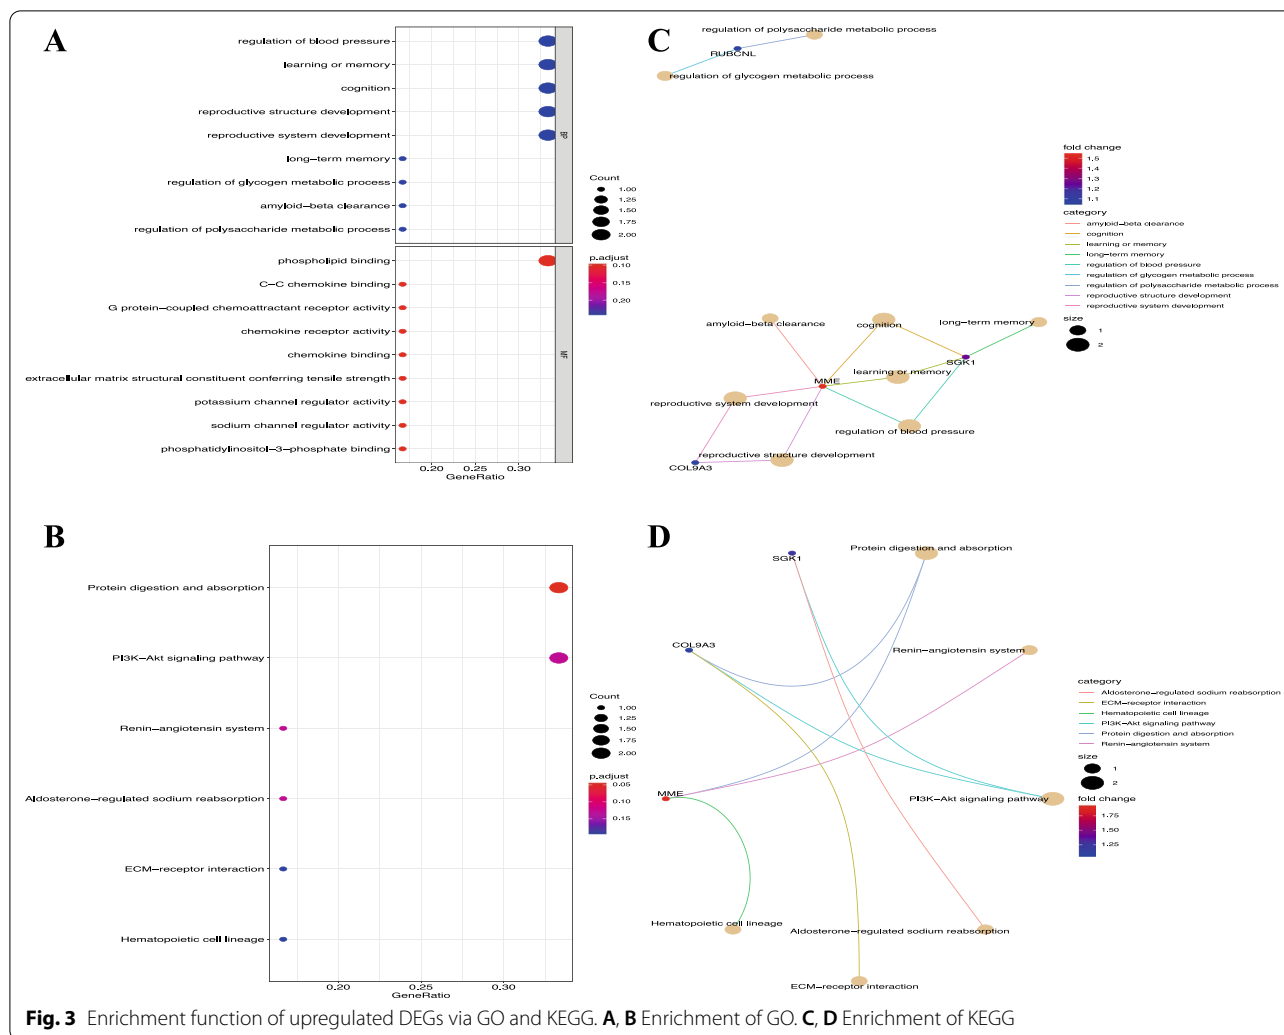 A
regulation of blood pressure
learning or memory
cognition
reproductive structure development
reproductive system development
long-term memory
regulation of glycogen metabolic process
amyloid-beta clearance
regulation of polysaccharide metabolic process
BP
phospholipid binding
C-C chemokine binding
G protein-coupled chemoattractant receptor activity
chemokine receptor activity
chemokine binding
extracellular matrix structural constituent conferring tensile strength
potassium channel regulator activity
sodium channel regulator activity
phosphatidylinositol-3-phosphate binding
MF
0.20 0.25 0.30
GeneRatio
Count
1.00
1.25
1.50
1.75
2.00
p.adjust
0.10
0.15
0.20
C
regulation of polysaccharide metabolic process
RUBCNL
regulation of glycogen metabolic process
amyloid-beta clearance
cognition
long-term memory
SGK1
learning or memory
MME
reproductive system development
regulation of blood pressure
reproductive structure development
COL9A3
fold change
1.5
1.4
1.3
1.2
1.1
category
amyloid-beta clearance
cognition
learning or memory
long-term memory
regulation of blood pressure
regulation of glycogen metabolic process
regulation of polysaccharide metabolic process
reproductive structure development
reproductive system development
size
1
2
B
Protein digestion and absorption
PI3K-Akt signaling pathway
Renin-angiotensin system
Aldosterone-regulated sodium reabsorption
ECM-receptor interaction
Hematopoietic cell lineage
0.20 0.25 0.30
GeneRatio
Count
1.00
1.25
1.50
1.75
2.00
p.adjust
0.05
0.10
0.15
D
SGK1
Protein digestion and absorption
COL9A3
Renin-angiotensin system
MME
PI3K-Akt signaling pathway
Hematopoietic cell lineage
Aldosterone-regulated sodium reabsorption
ECM-receptor interaction
category
Aldosterone-regulated sodium reabsorption
ECM-receptor interaction
Hematopoietic cell lineage
PI3K-Akt signaling pathway
Protein digestion and absorption
Renin-angiotensin system
size
1
2
fold change
1.75
1.50
1.25
Fig. 3 Enrichment function of upregulated DEGs via GO and KEGG. A, B Enrichment of GO. C, D Enrichment of KEGG